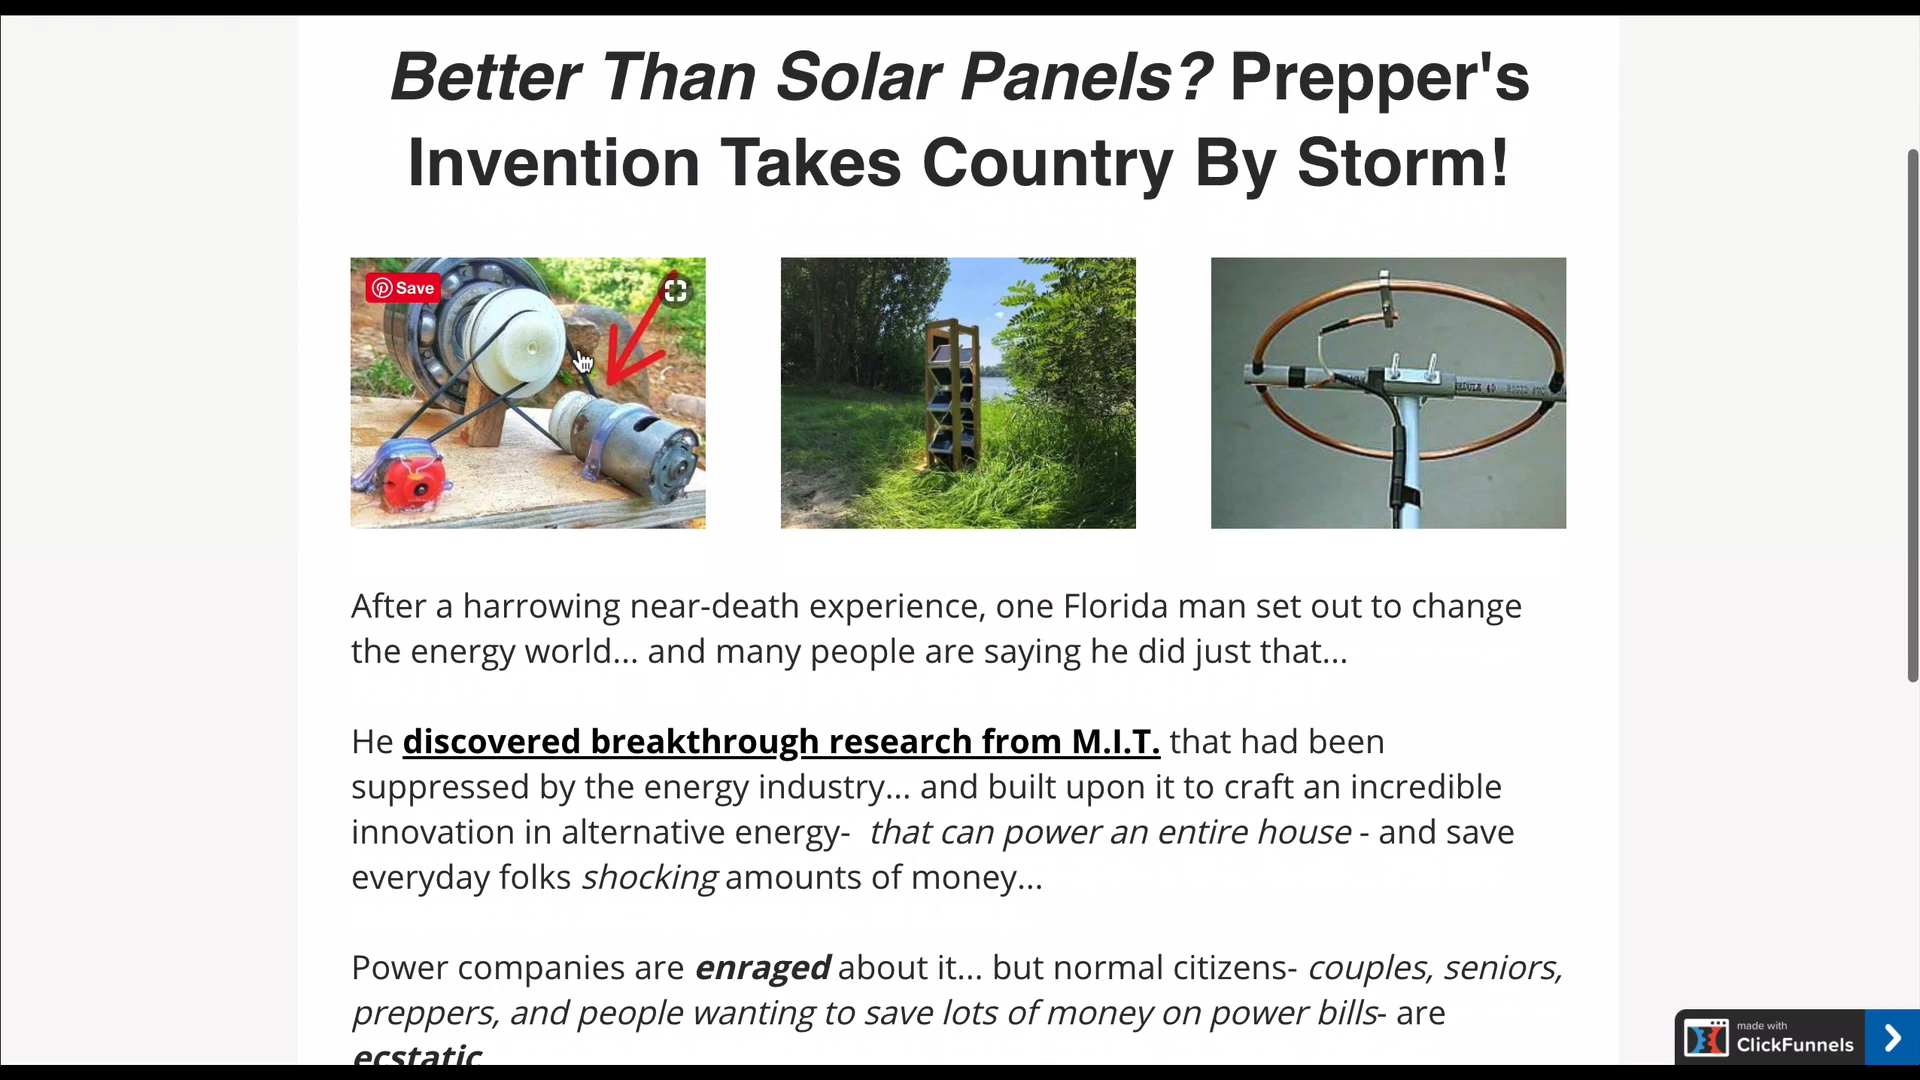 Better Than Solar Panels? Prepper's
Invention Takes Country By Storm!
Save
After a harrowing near-death experience, one Florida man set out to change
the energy world... and many people are saying he did just that...
He discovered breakthrough research from M.I.T. that had been
suppressed by the energy industry... and built upon it to craft an incredible
innovation in alternative energy- that can power an entire house - and save
everyday folks shocking amounts of money...
Power companies are enraged about it... but normal citizens- couples, seniors,
preppers, and people wanting to save lots of money on power bills- are
ecstatic
made with
ClickFunnels